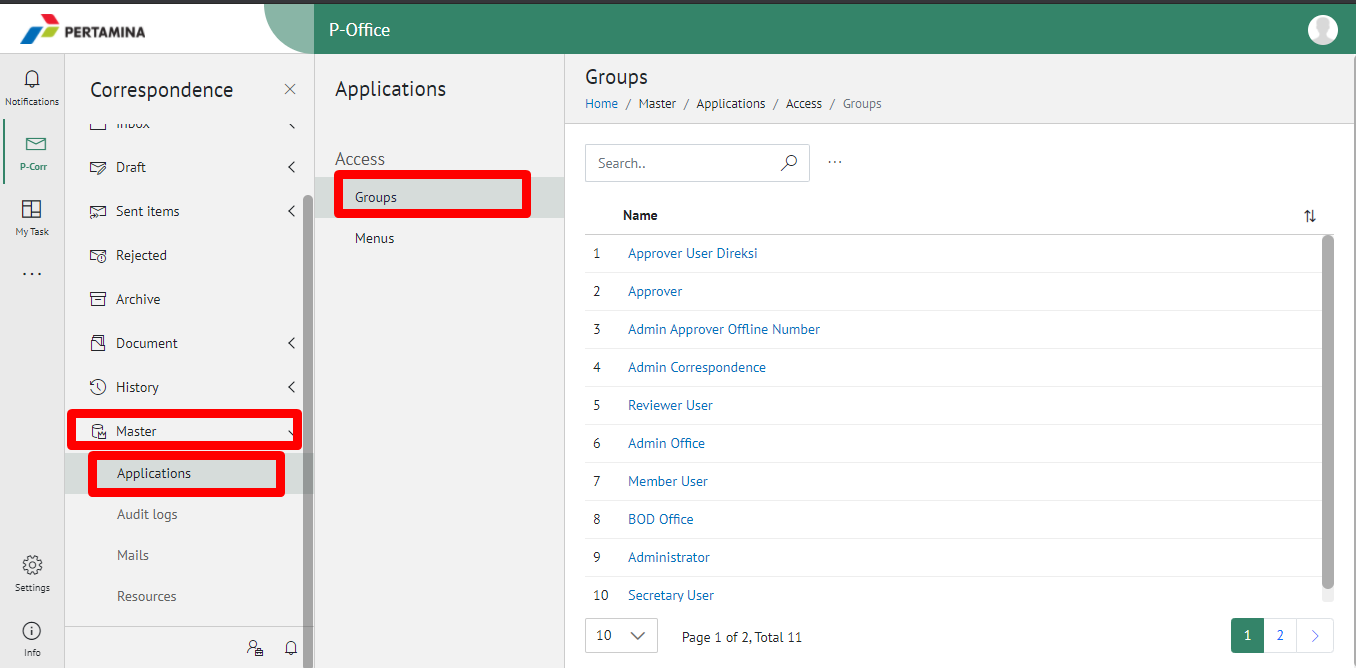 PERTAMINA
P-Office
Notifications
P-Corr
My Task
...
Settings
Info
Correspondence
Inbox
Draft
Sent items
Rejected
Archive
Document
History
Master
Applications
Audit logs
Mails
Resources
Applications
Access
Groups
Menus
Groups
Home / Master / Applications / Access / Groups
Search..
...
Name
1 Approver User Direksi
2 Approver
3 Admin Approver Offline Number
4 Admin Correspondence
5 Reviewer User
6 Admin Office
7 Member User
8 BOD Office
9 Administrator
10 Secretary User
10 Page 1 of 2, Total 11 1 2